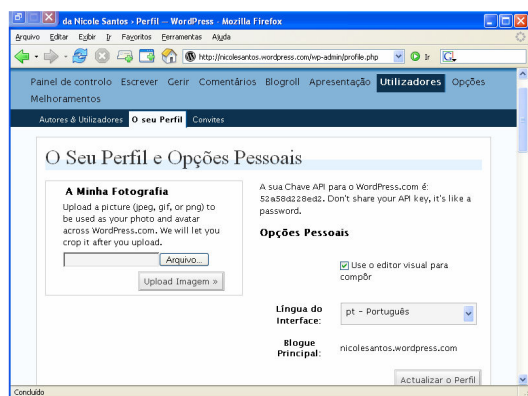 da Nicole Santos › Perfil — WordPress - Mozilla Firefox
Arquivo Editar Exibir Ir Favoritos Ferramentas Ajuda
http://nicolesantos.wordpress.com/wp-admin/profile.php Ir
Painel de controlo Escrever Gerir Comentários Blogroll Apresentação Utilizadores Opções
Melhoramentos
Autores & Utilizadores O seu Perfil Convites
O Seu Perfil e Opções Pessoais
A Minha Fotografia
Upload a picture (jpeg, gif, or png) to
be used as your photo and avatar
across WordPress.com. We will let you
crop it after you upload.
Arquivo...
Upload Imagem »
A sua Chave API para o WordPress.com é:
52a58d228ed2. Don't share your API key, it's like a
password.
Opções Pessoais
Use o editor visual para
compôr
Língua do
Interface:
pt - Português
Blogue
Principal:
nicolesantos.wordpress.com
Actualizar o Perfil
Concluído